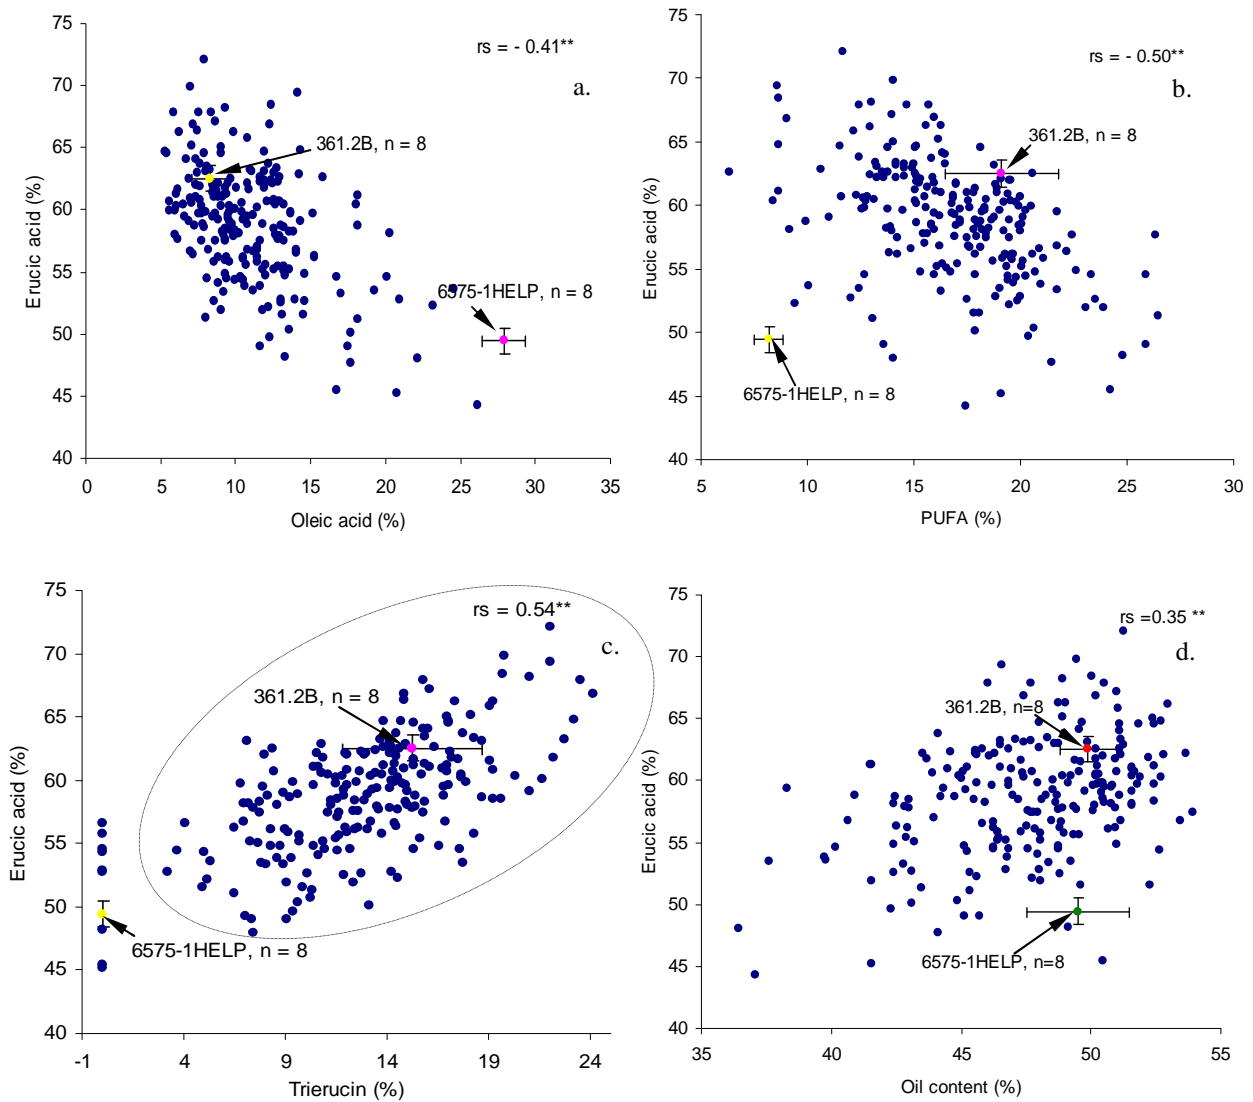 75
70
65
60
55
50
45
40
Erucic acid (%)
rs = - 0.41**
a.
361.2B, n = 8
6575-1HELP, n = 8
0 5 10 15 20 25 30 35
Oleic acid (%)
75
70
65
60
55
50
45
40
Erucic acid (%)
rs = - 0.50**
b.
361.2B, n = 8
6575-1HELP, n = 8
5 10 15 20 25 30
PUFA (%)
75
70
65
60
55
50
45
40
Erucic acid (%)
rs = 0.54**
c.
361.2B, n = 8
6575-1HELP, n = 8
-1 4 9 14 19 24
Trierucin (%)
75
70
65
60
55
50
45
40
Erucic acid (%)
rs =0.35 **
d.
361.2B, n=8
6575-1HELP, n=8
35 40 45 50 55
Oil content (%)